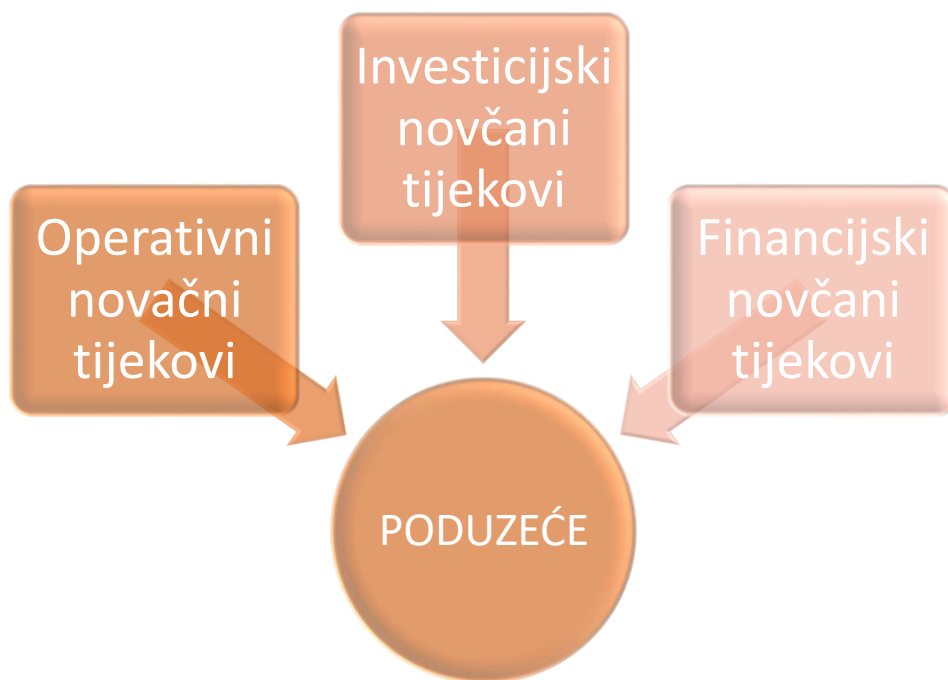 Investicijski
novčani
tijekovi
Operativni
novačni
tijekovi
Financijski
novčani
tijekovi
PODUZEĆE